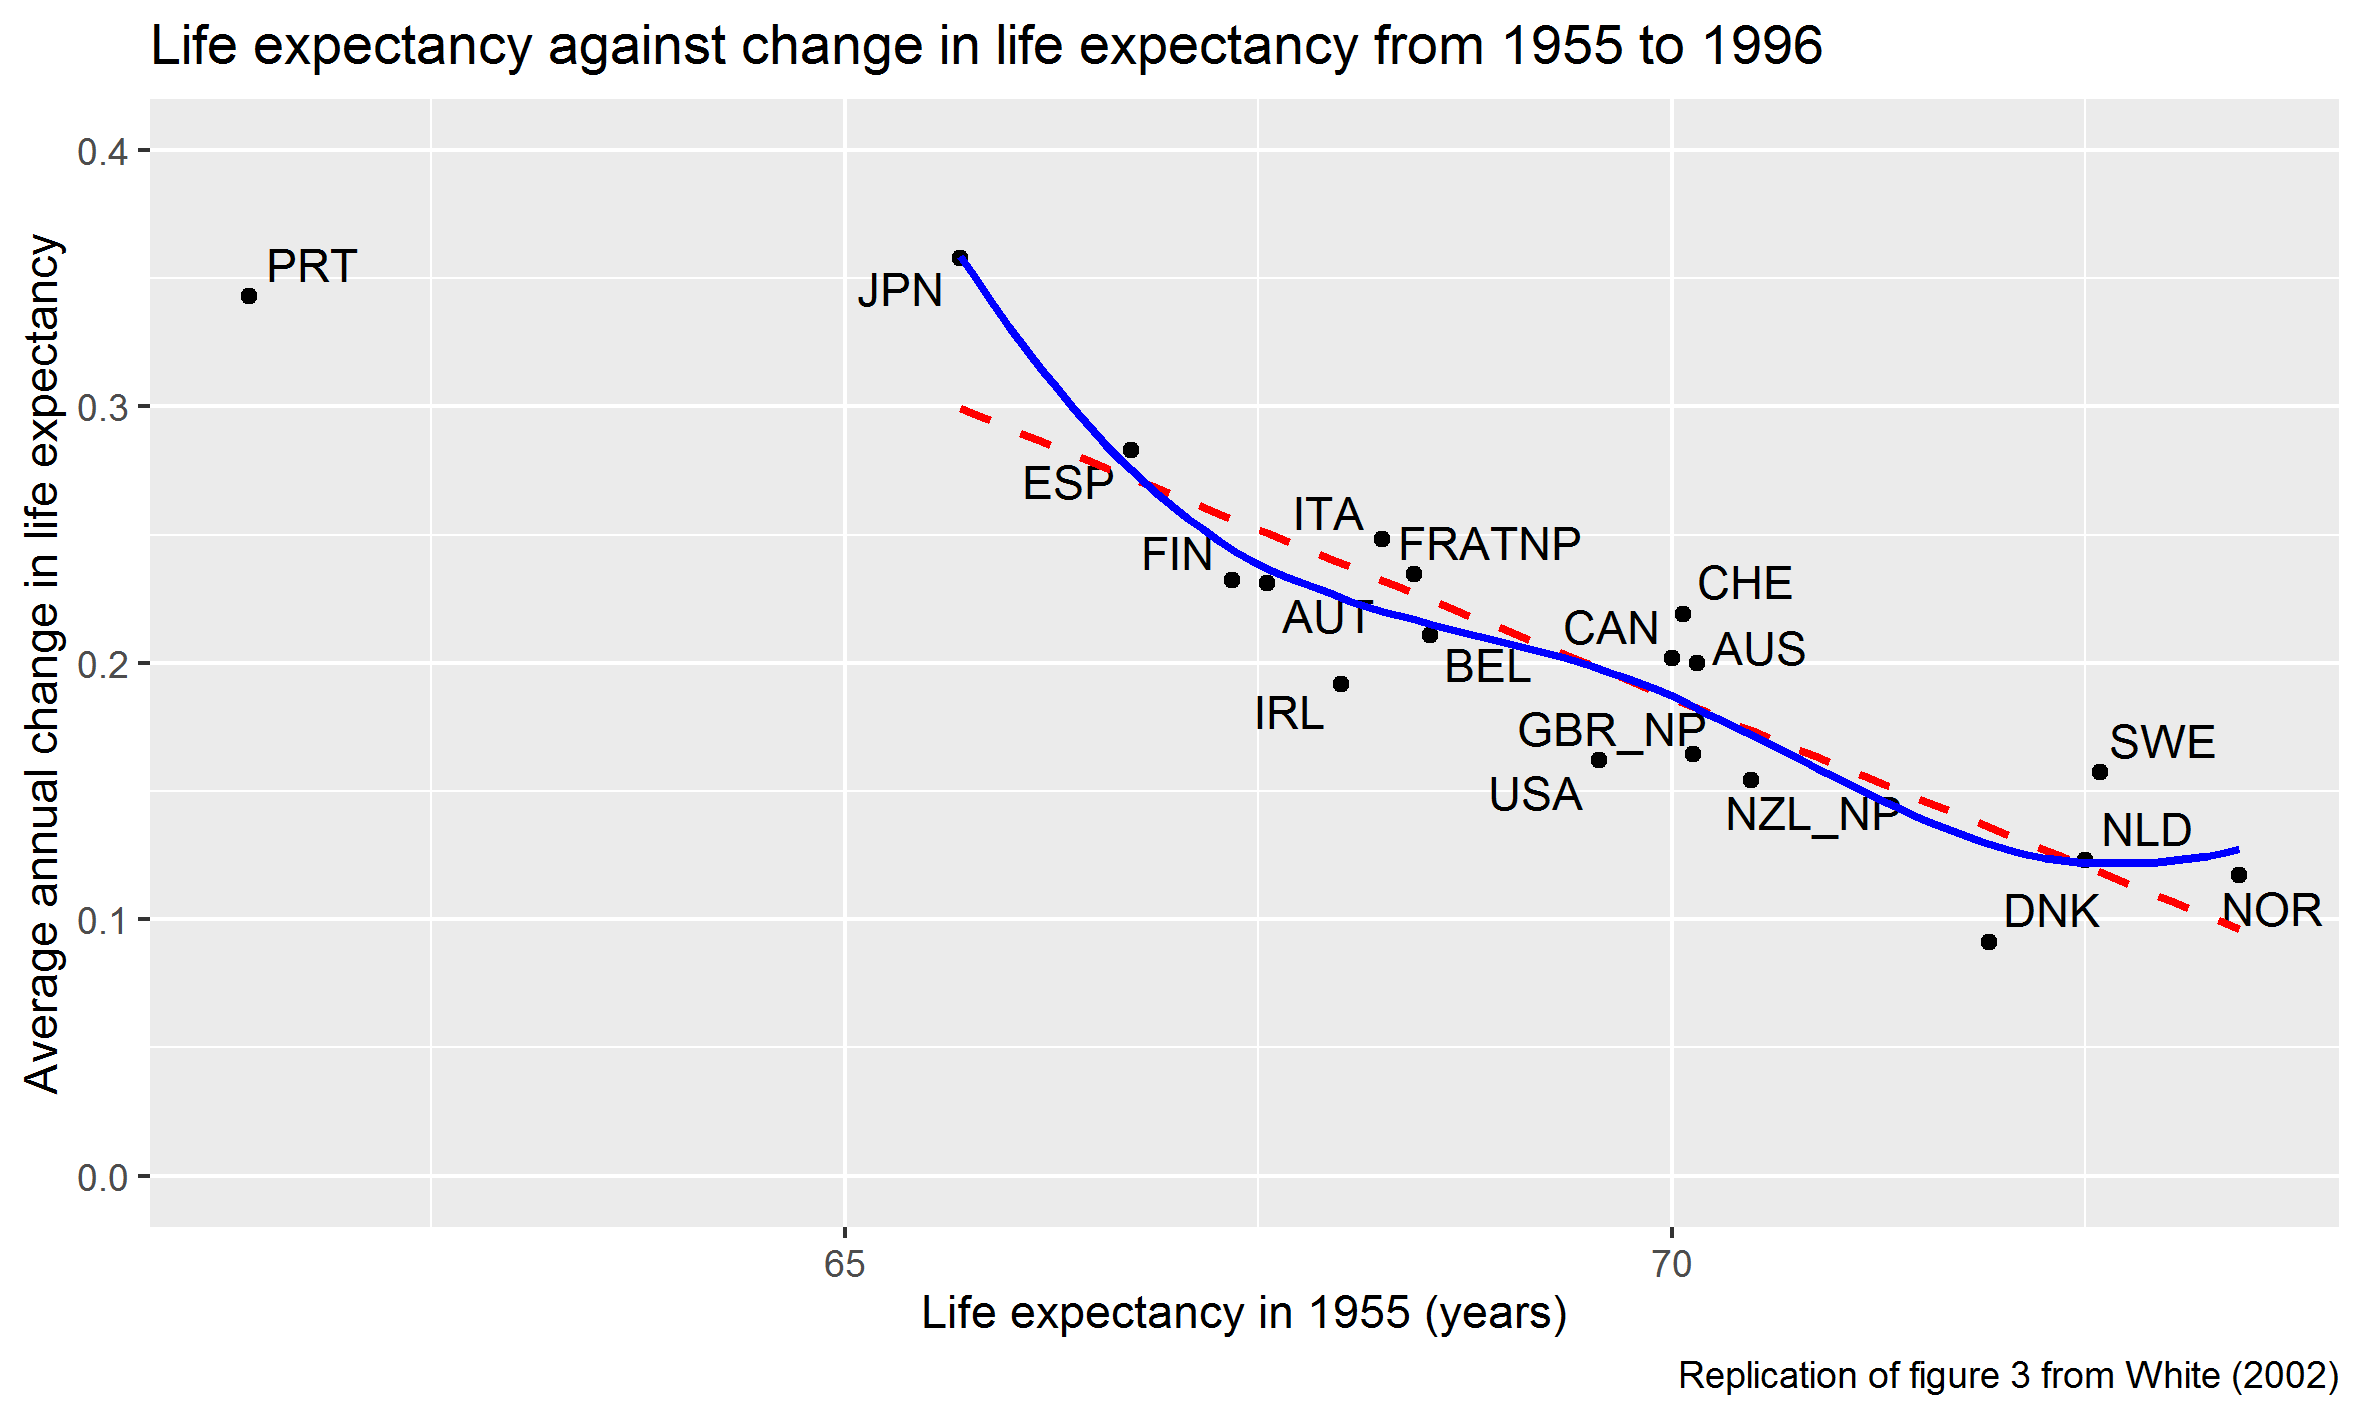 Life expectancy against change in life expectancy from 1955 to 1996
Average annual change in life expectancy
0.4
0.3
0.2
0.1
0.0
PRT
JPN
ESP
ITA
FRATNP
FIN
CHE
AUT
CAN
AUS
BEL
IRL
GBR_NP
SWE
USA
NZL_NP
NLD
DNK
NOR
65
70
Life expectancy in 1955 (years)
Replication of figure 3 from White (2002)